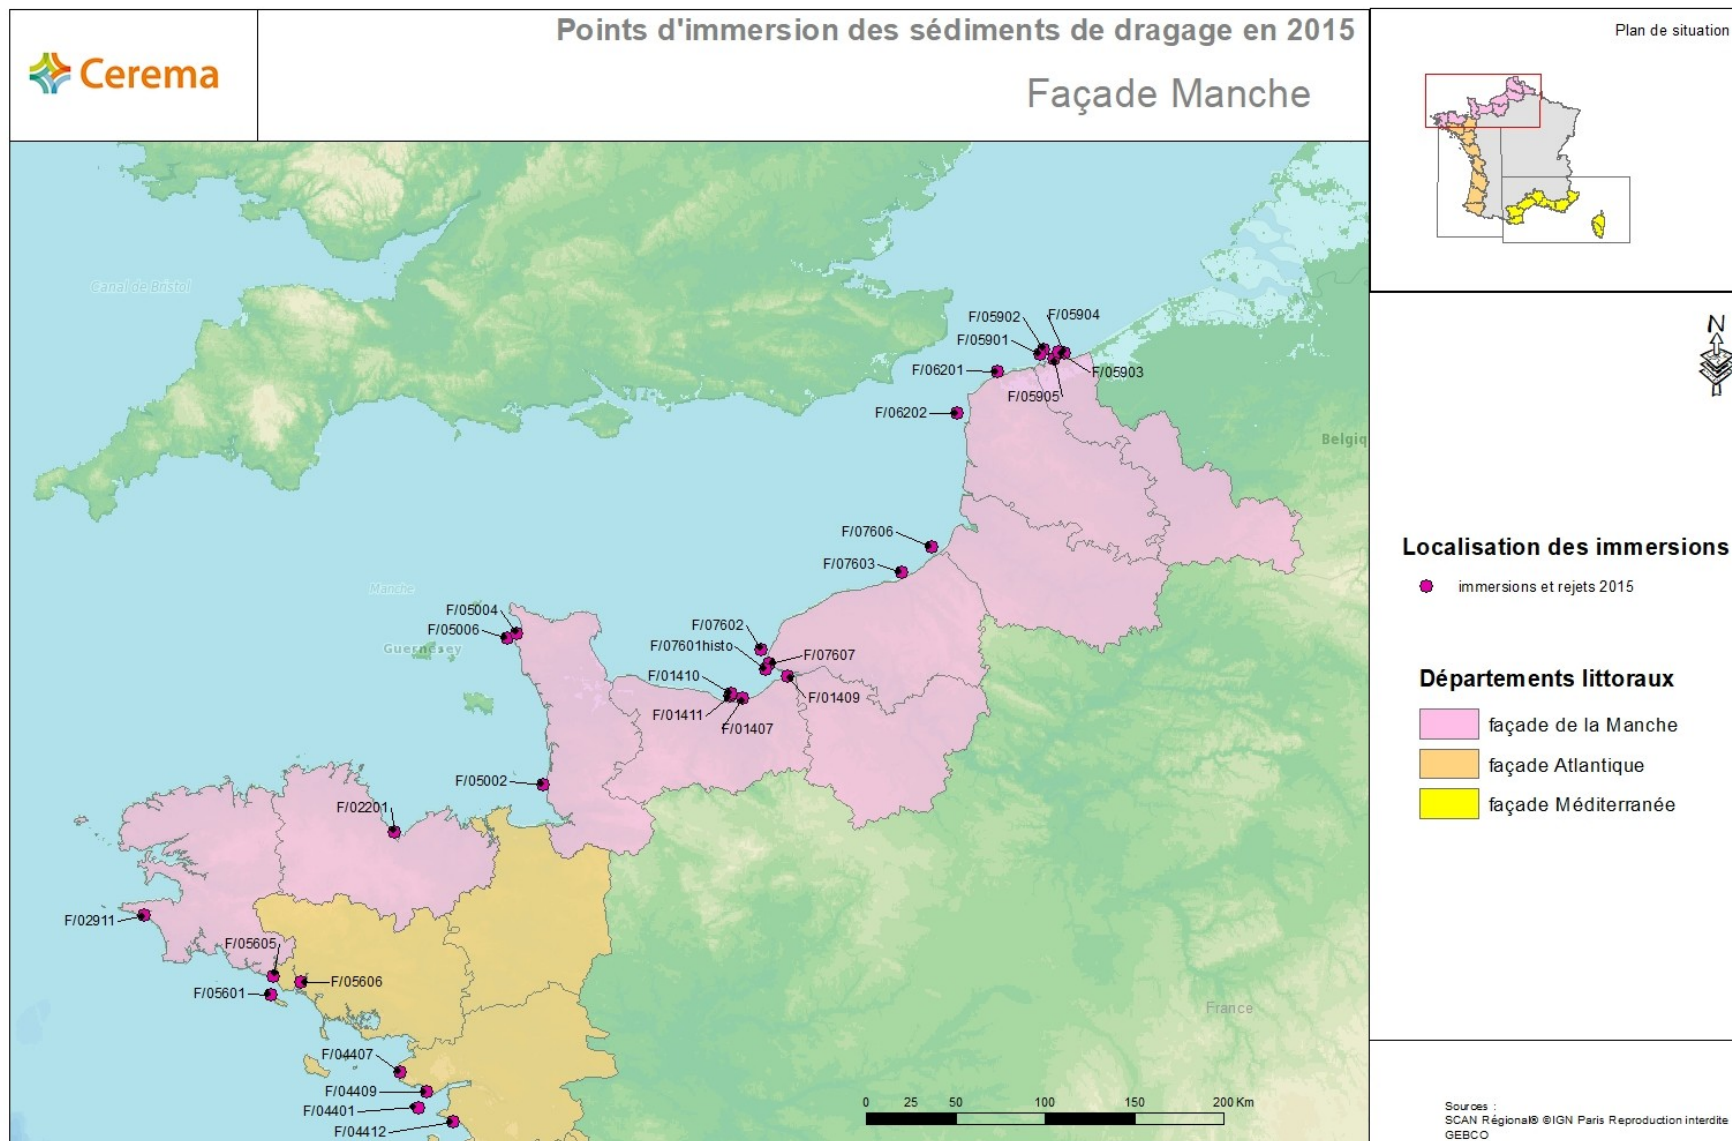 Cerema
Points d'immersion des sédiments de dragage en 2015
Façade Manche
Plan de situation
Canal de Bristol
F/05902
F/05904
F/05901
F/06201
F/05903
F/05905
F/06202
Belgiq
N
F/07606
F/07603
Localisation des immersions
immersions et rejets 2015
Manche
F/05004
F/05006
Guernesey
F/07602
F/07601histo
F/07607
F/01410
F/01409
F/01411
F/01407
Départements littoraux
façade de la Manche
façade Atlantique
façade Méditerranée
F/05002
F/02201
F/02911
F/05605
F/05606
F/05601
France
F/04407
F/04409
F/04401
F/04412
0 25 50 100 150 200 Km
Sources :
SCAN Régional® ©IGN Paris Reproduction interdite
GEBCO